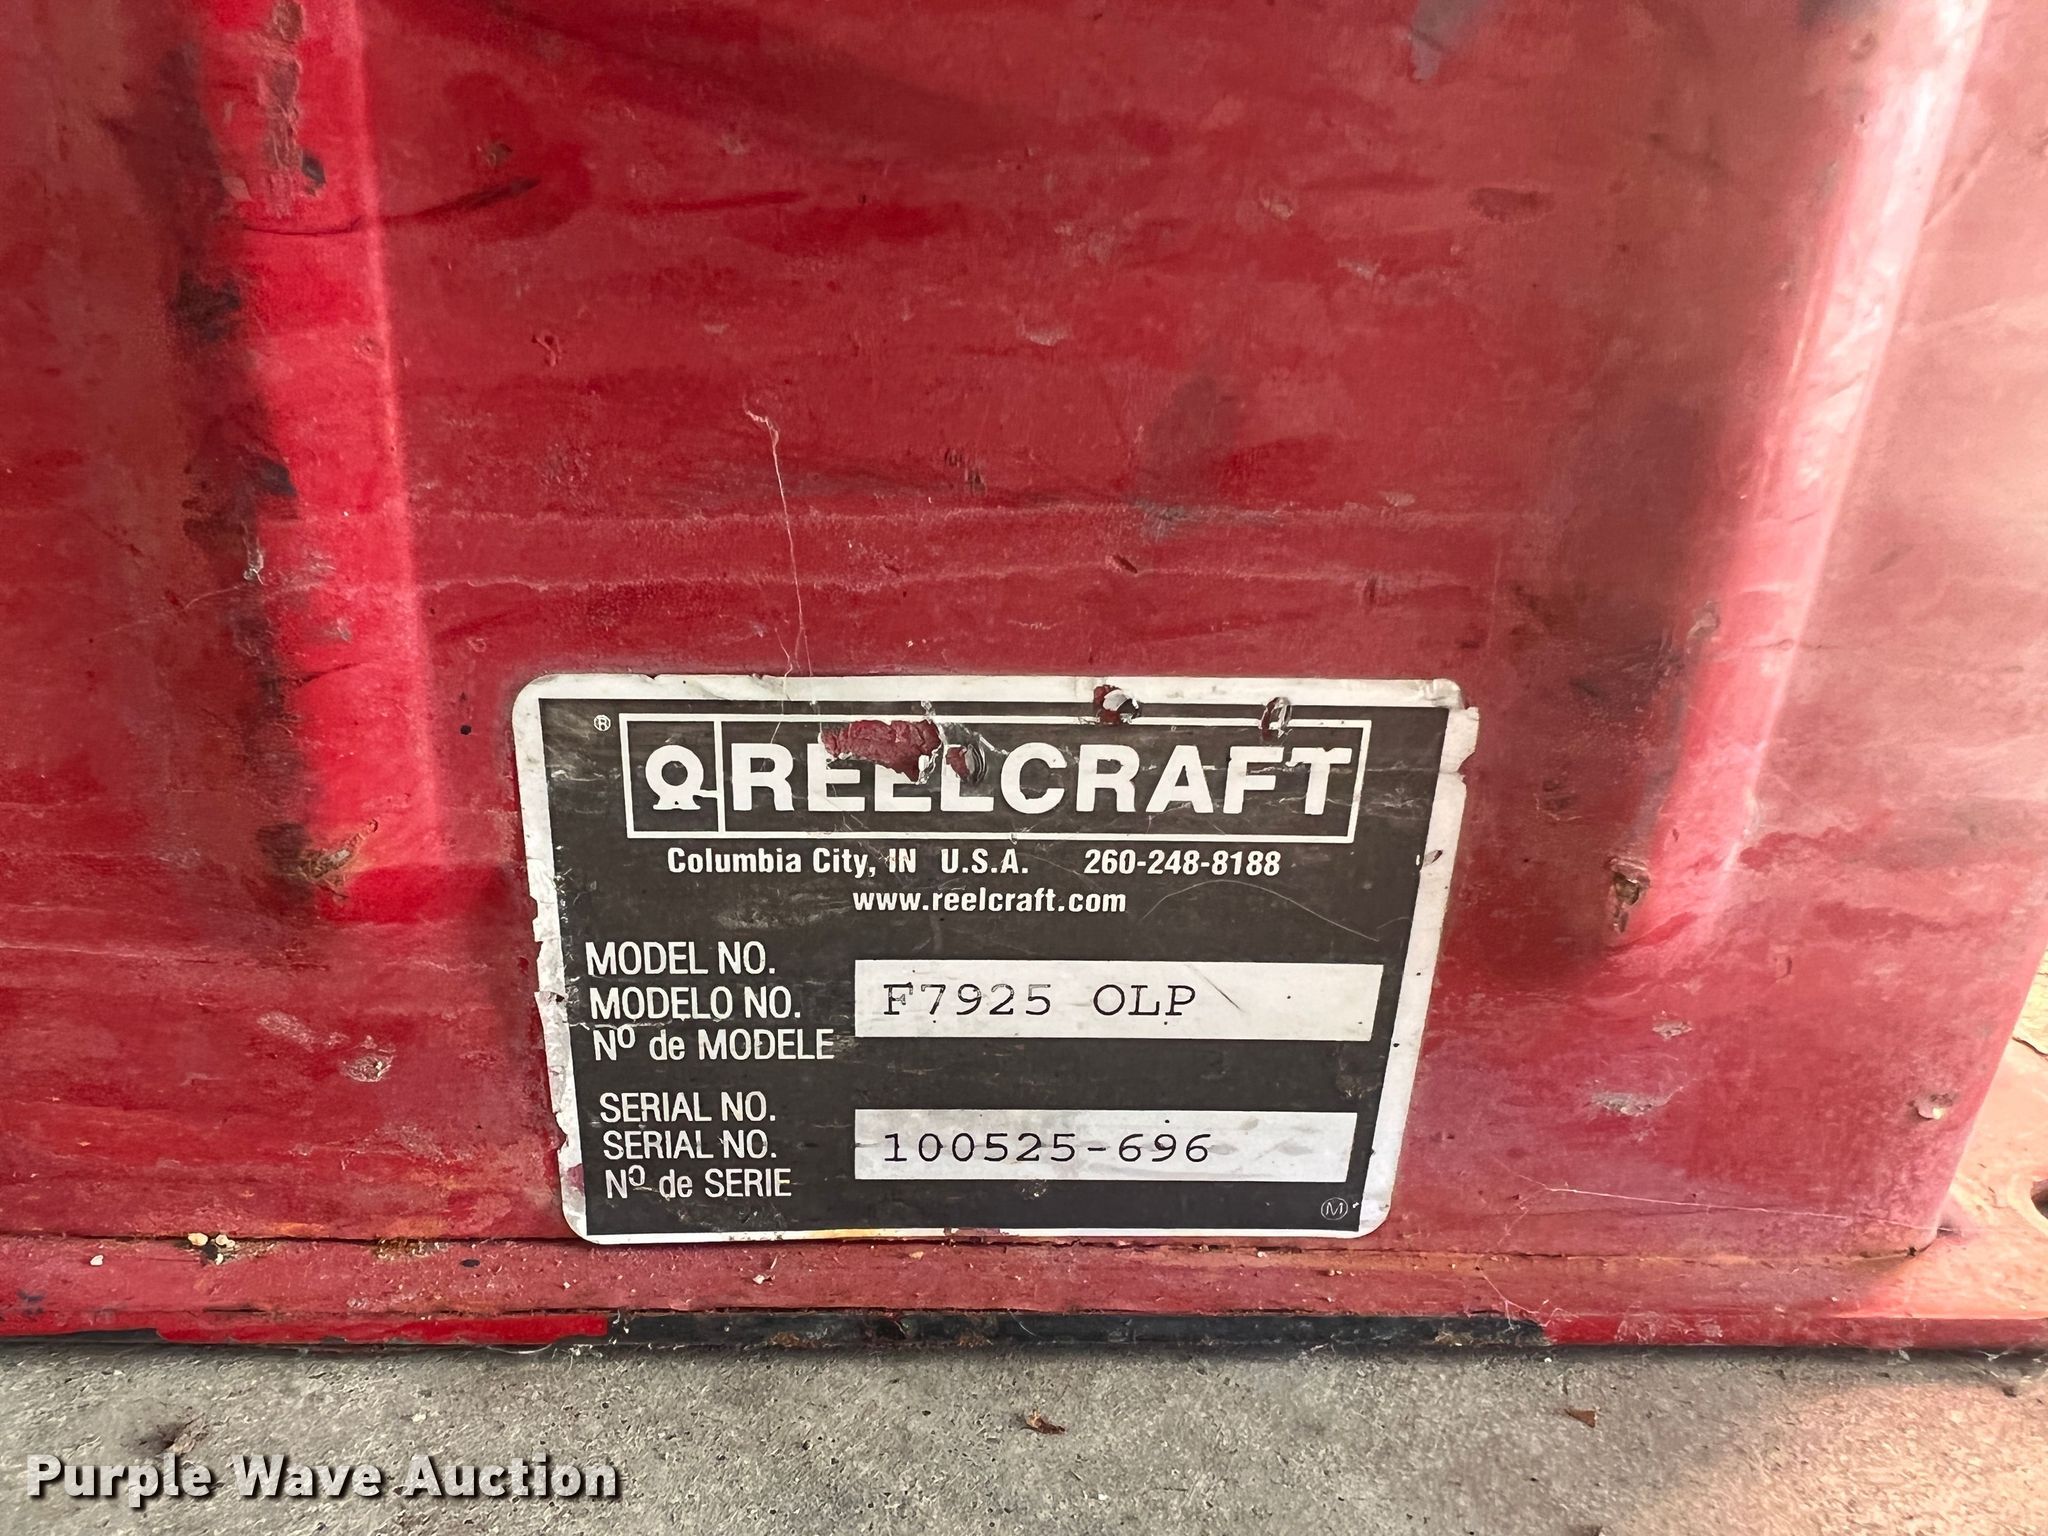 ®
REELCRAFT
Columbia City, IN U.S.A. 260-248-8188
www.reelcraft.com
MODEL NO.
MODELO NO.
Nº de MODELE
F7925 OLP
SERIAL NO.
SERIAL NO.
Nº de SERIE
100525-696
M
Purple Wave Auction